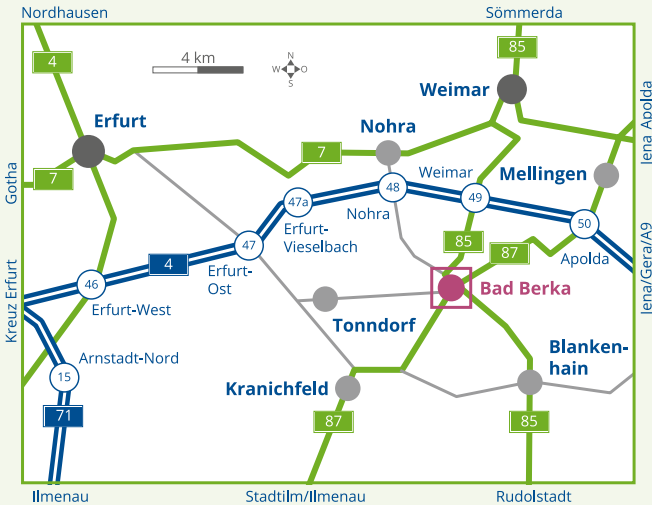 Nordhausen
Sömmerda
4
85
4 km
N
W O
S
Weimar
Erfurt
Nohra
7
7
Jena Apolda
Gotha
Weimar
Mellingen
48
47a
49
Nohra
50
Erfurt-
Vieselbach
47
85
87
4
Erfurt-
Ost
Apolda
Jena/Gera/A9
Kreuz Erfurt
46
Bad Berka
Erfurt-West
Tonndorf
Arnstadt-Nord
15
Blanken-
hain
Kranichfeld
71
87
85
Ilmenau
Stadtilm/Ilmenau
Rudolstadt